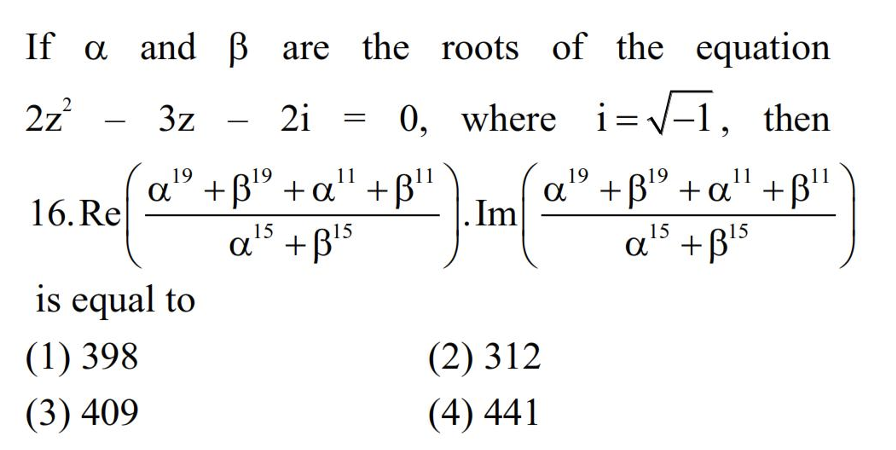 If α and β are the roots of the equation
2z² – 3z – 2i = 0, where i = √−1, then
16. Re((α¹⁹ + β¹⁹ + α¹¹ + β¹¹)/(α¹⁵ + β¹⁵)) . Im((α¹⁹ + β¹⁹ + α¹¹ + β¹¹)/(α¹⁵ + β¹⁵))
is equal to
(1) 398 (2) 312
(3) 409 (4) 441